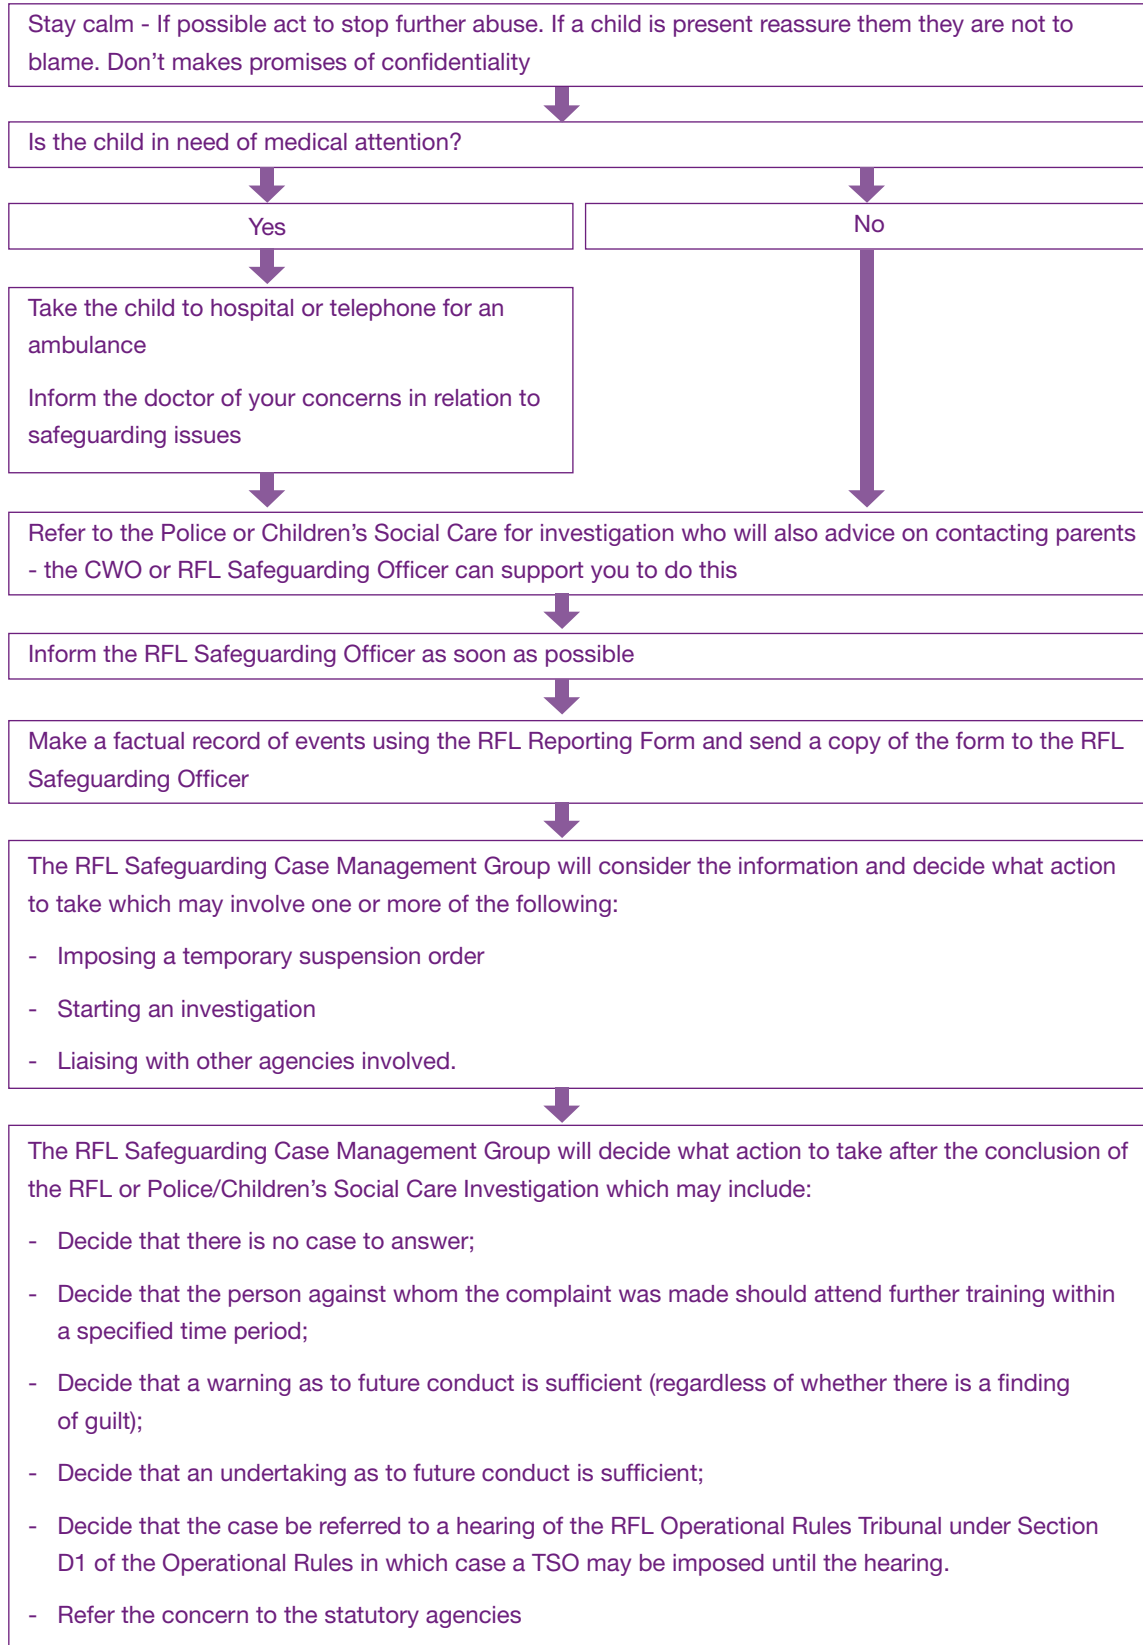 Stay calm - If possible act to stop further abuse. If a child is present reassure them they are not to
blame. Don’t makes promises of confidentiality
Is the child in need of medical attention?
Yes
No
Take the child to hospital or telephone for an
ambulance
Inform the doctor of your concerns in relation to
safeguarding issues
Refer to the Police or Children’s Social Care for investigation who will also advice on contacting parents
- the CWO or RFL Safeguarding Officer can support you to do this
Inform the RFL Safeguarding Officer as soon as possible
Make a factual record of events using the RFL Reporting Form and send a copy of the form to the RFL
Safeguarding Officer
The RFL Safeguarding Case Management Group will consider the information and decide what action
to take which may involve one or more of the following:
- Imposing a temporary suspension order
- Starting an investigation
- Liaising with other agencies involved.
The RFL Safeguarding Case Management Group will decide what action to take after the conclusion of
the RFL or Police/Children’s Social Care Investigation which may include:
- Decide that there is no case to answer;
- Decide that the person against whom the complaint was made should attend further training within
a specified time period;
- Decide that a warning as to future conduct is sufficient (regardless of whether there is a finding
of guilt);
- Decide that an undertaking as to future conduct is sufficient;
- Decide that the case be referred to a hearing of the RFL Operational Rules Tribunal under Section
D1 of the Operational Rules in which case a TSO may be imposed until the hearing.
- Refer the concern to the statutory agencies